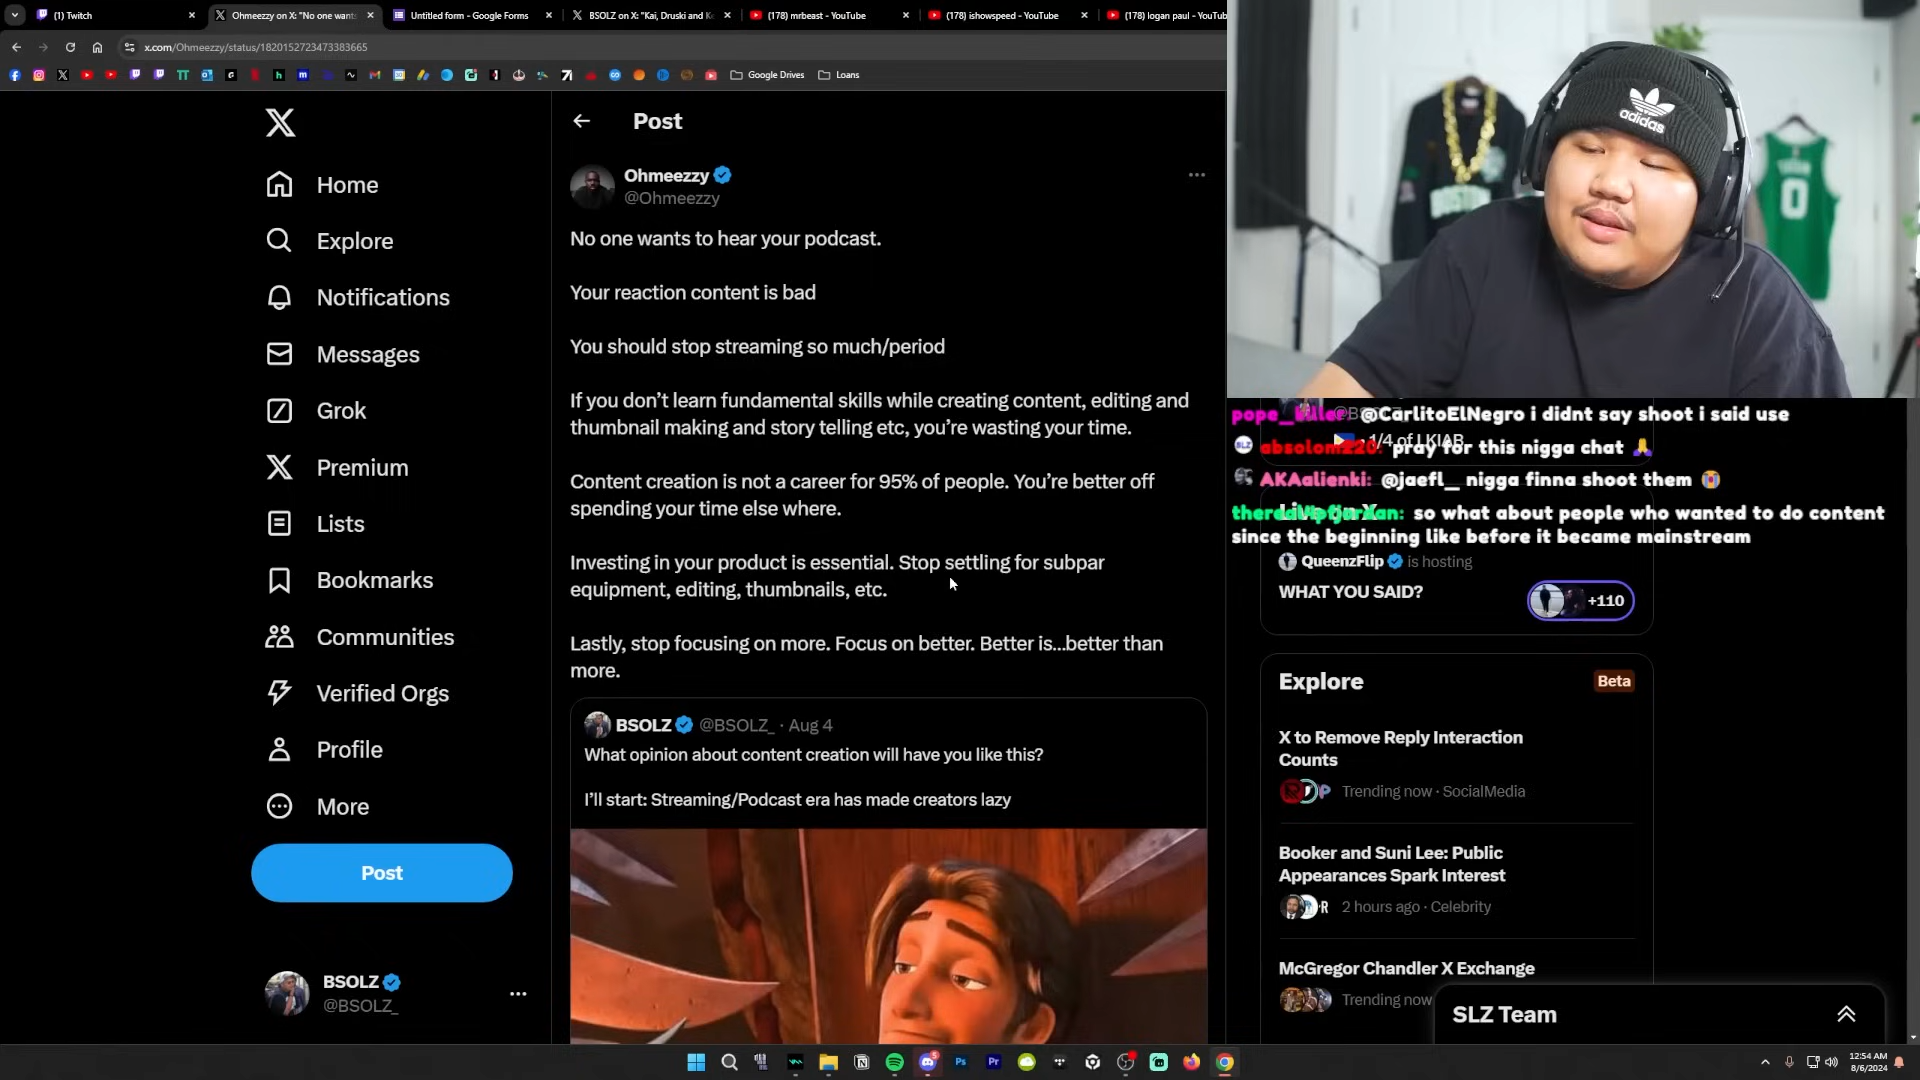 (1) Twitch
Ohmeezzy on X: "No one want
Untitled form - Google Forms
BSOLZ on X: "Kai, Druski and K
(178) mrbeast - YouTube
(178) ishowspeed - YouTube
(178) logan paul - YouTu
x.com/Ohmeezzy/status/1820152723473383665
Google Drives
Loans
Home
Explore
Notifications
Messages
Grok
Premium
Lists
Bookmarks
Communities
Verified Orgs
Profile
More
Post
BSOLZ
@BSOLZ_
Post
Ohmeezzy
@Ohmeezzy
No one wants to hear your podcast.
Your reaction content is bad
You should stop streaming so much/period
If you don't learn fundamental skills while creating content, editing and
thumbnail making and story telling etc, you're wasting your time.
Content creation is not a career for 95% of people. You're better off
spending your time else where.
Investing in your product is essential. Stop settling for subpar
equipment, editing, thumbnails, etc.
Lastly, stop focusing on more. Focus on better. Better is...better than
more.
BSOLZ @BSOLZ_ · Aug 4
What opinion about content creation will have you like this?
I'll start: Streaming/Podcast era has made creators lazy
adidas
BOSTON
0
@CarlitoElNegro i didnt say shoot i said use
1/4 of LKIAB
pray for this nigga chat
AKAalienki: @jaefl_ nigga finna shoot them
so what about people who wanted to do content
since the beginning like before it became mainstream
Live on X
QueenzFlip is hosting
WHAT YOU SAID?
+110
Explore
Beta
X to Remove Reply Interaction
Counts
Trending now · SocialMedia
Booker and Suni Lee: Public
Appearances Spark Interest
2 hours ago · Celebrity
McGregor Chandler X Exchange
Trending now
SLZ Team
12:54 AM
8/6/2024